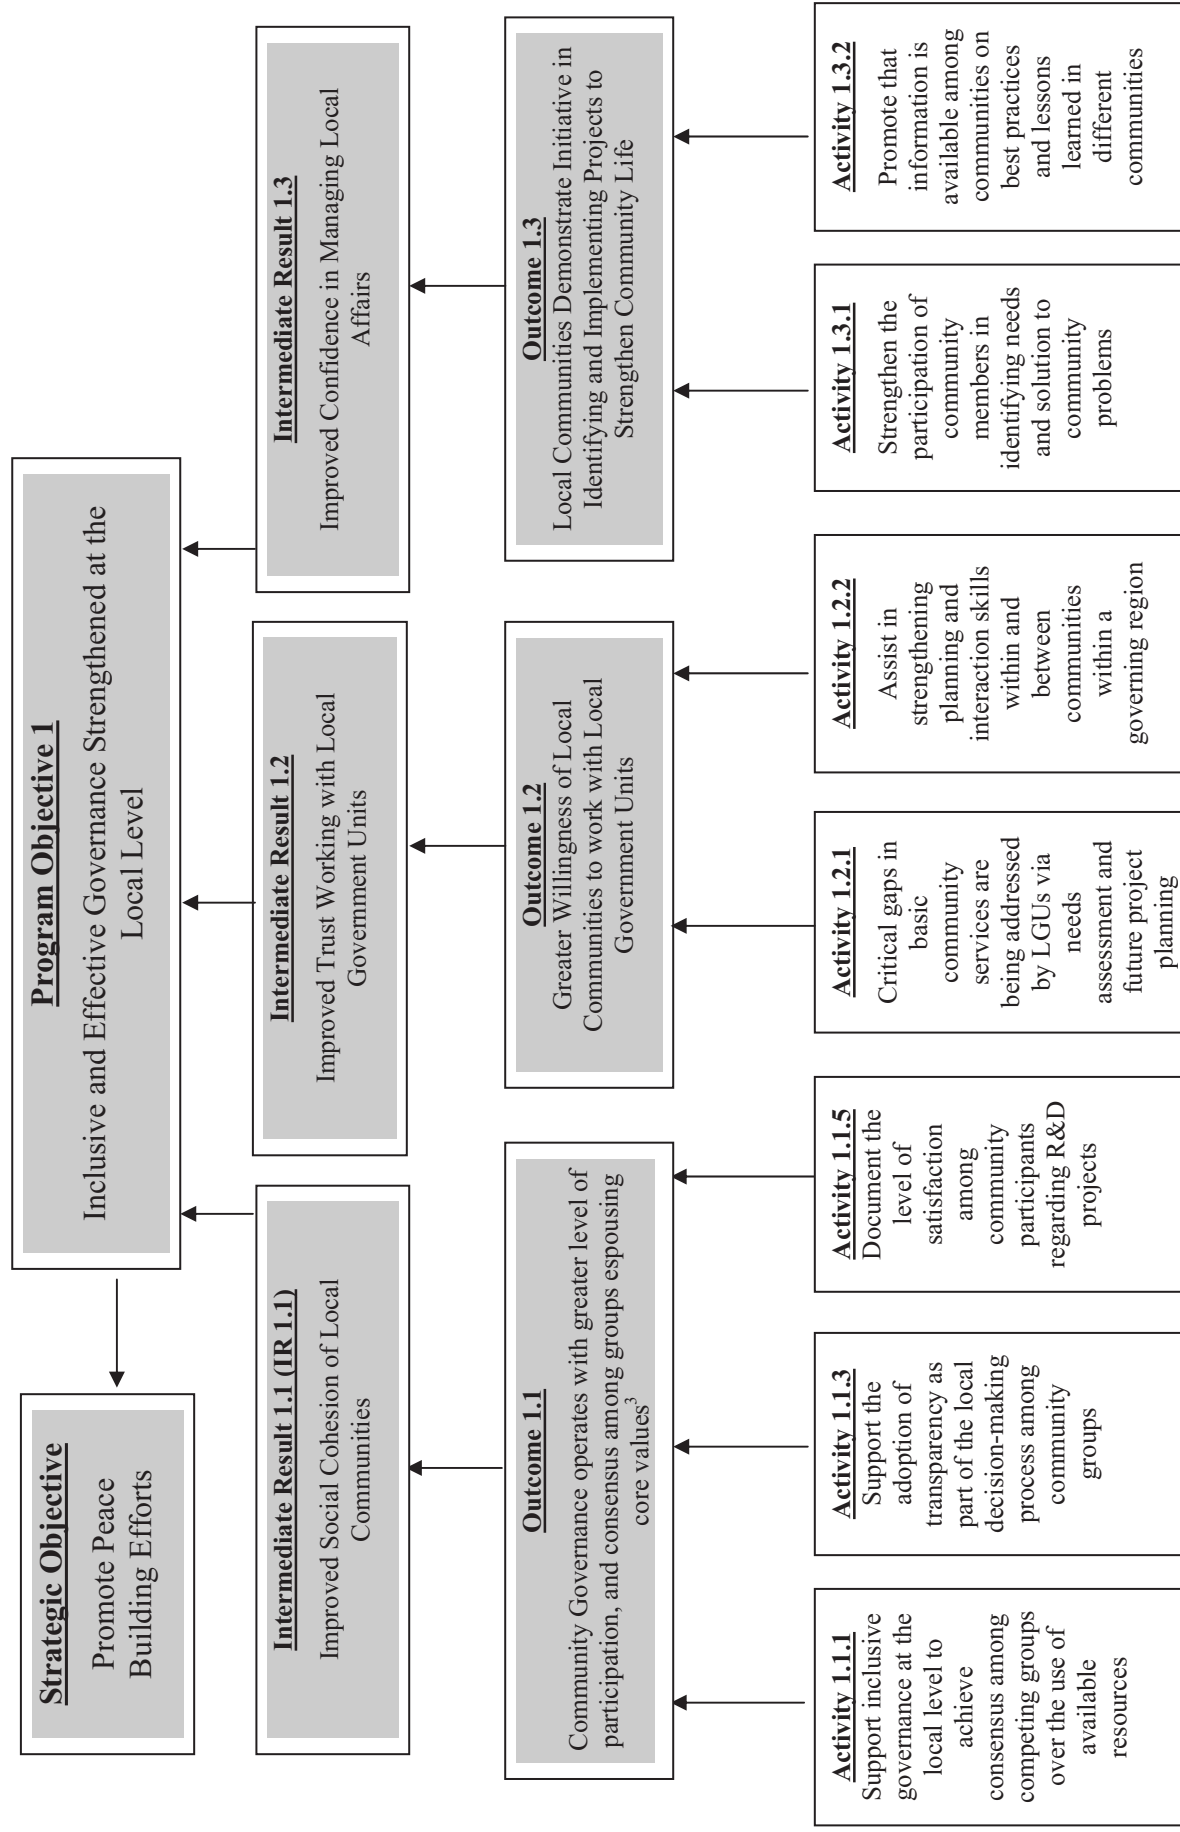 Strategic Objective
Promote Peace
Building Efforts
Program Objective 1
Inclusive and Effective Governance Strengthened at the
Local Level
Intermediate Result 1.1 (IR 1.1)
Improved Social Cohesion of Local
Communities
Intermediate Result 1.2
Improved Trust Working with Local
Government Units
Intermediate Result 1.3
Improved Confidence in Managing Local
Affairs
Outcome 1.1
Community Governance operates with greater level of
participation, and consensus among groups espousing
core values³
Outcome 1.2
Greater Willingness of Local
Communities to work with Local
Government Units
Outcome 1.3
Local Communities Demonstrate Initiative in
Identifying and Implementing Projects to
Strengthen Community Life
Activity 1.1.1
Support inclusive
governance at the
local level to
achieve
consensus among
competing groups
over the use of
available
resources
Activity 1.1.3
Support the
adoption of
transparency as
part of the local
decision-making
process among
community
groups
Activity 1.1.5
Document the
level of
satisfaction
among
community
participants
regarding R&D
projects
Activity 1.2.1
Critical gaps in
basic
community
services are
being addressed
by LGUs via
needs
assessment and
future project
planning
Activity 1.2.2
Assist in
strengthening
planning and
interaction skills
within and
between
communities
within a
governing region
Activity 1.3.1
Strengthen the
participation of
community
members in
identifying needs
and solution to
community
problems
Activity 1.3.2
Promote that
information is
available among
communities on
best practices
and lessons
learned in
different
communities